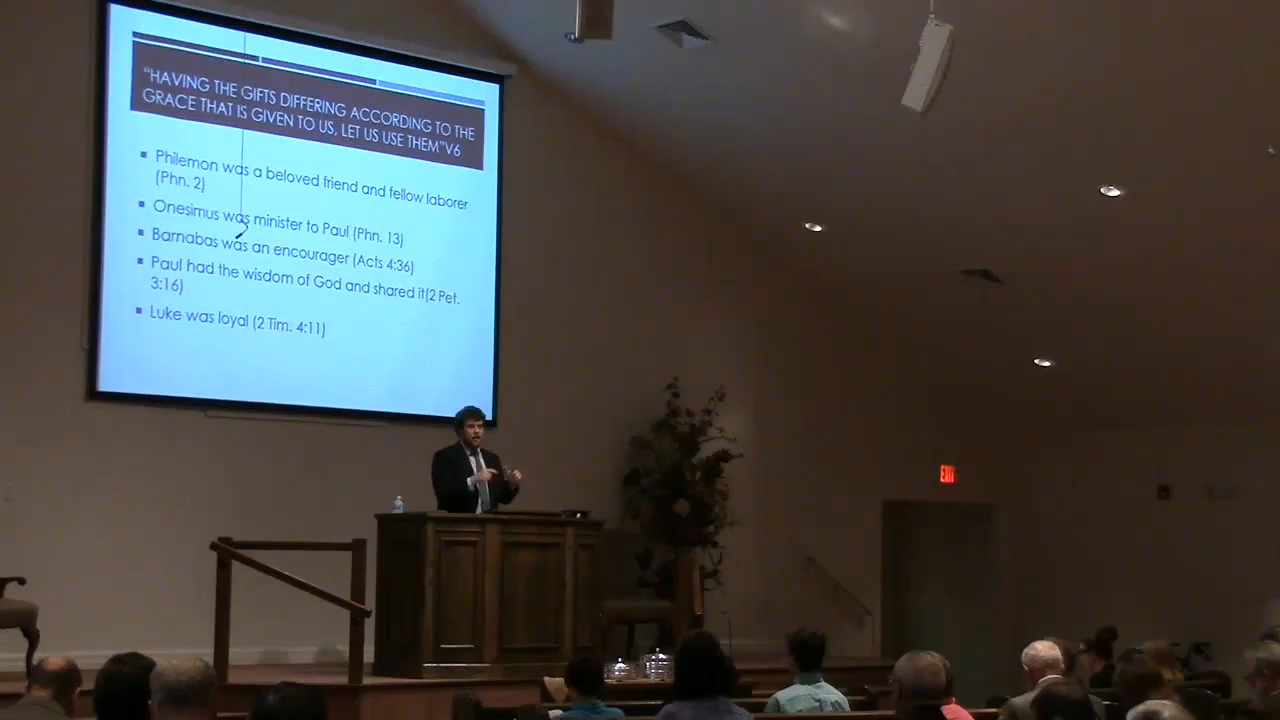 "HAVING THE GIFTS DIFFERING ACCORDING TO THE
GRACE THAT IS GIVEN TO US, LET US USE THEM"V6
Philemon was a beloved friend and fellow laborer
(Phn. 2)
Onesimus was minister to Paul (Phn. 13)
Barnabas was an encourager (Acts 4:36)
Paul had the wisdom of God and shared it(2 Pet.
3:16)
Luke was loyal (2 Tim. 4:11)
EXIT